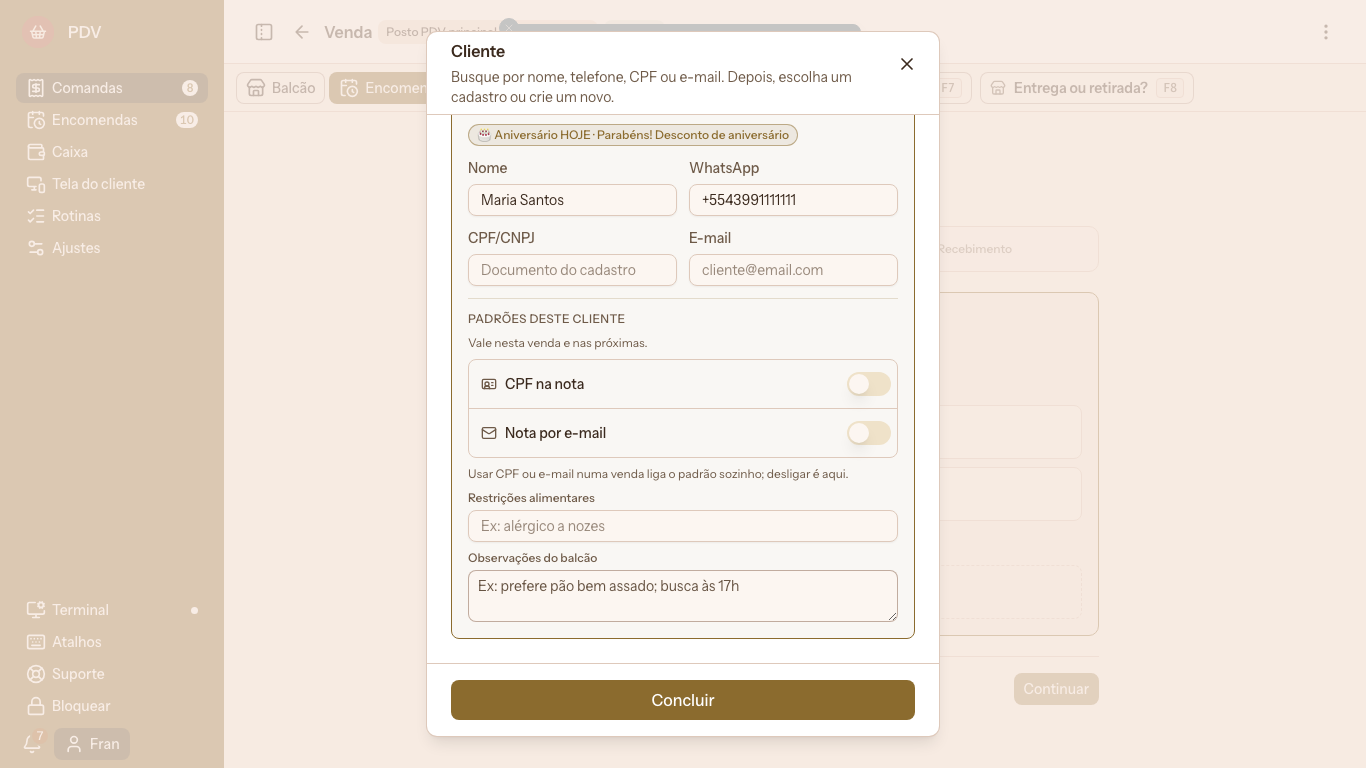 PDV
Comandas 8
Encomendas 10
Caixa
Tela do cliente
Rotinas
Ajustes
Terminal
Atalhos
Suporte
Bloquear
7
Fran
Venda
Posto PDV principal
Balcão
Encomen
F7
Entrega ou retirada? F8
Recebimento
Continuar
Cliente
Busque por nome, telefone, CPF ou e-mail. Depois, escolha um
cadastro ou crie um novo.
🎂 Aniversário HOJE · Parabéns! Desconto de aniversário
Nome WhatsApp
Maria Santos +5543991111111
CPF/CNPJ E-mail
Documento do cadastro cliente@email.com
PADRÕES DESTE CLIENTE
Vale nesta venda e nas próximas.
CPF na nota
Nota por e-mail
Usar CPF ou e-mail numa venda liga o padrão sozinho; desligar é aqui.
Restrições alimentares
Ex: alérgico a nozes
Observações do balcão
Ex: prefere pão bem assado; busca às 17h
Concluir